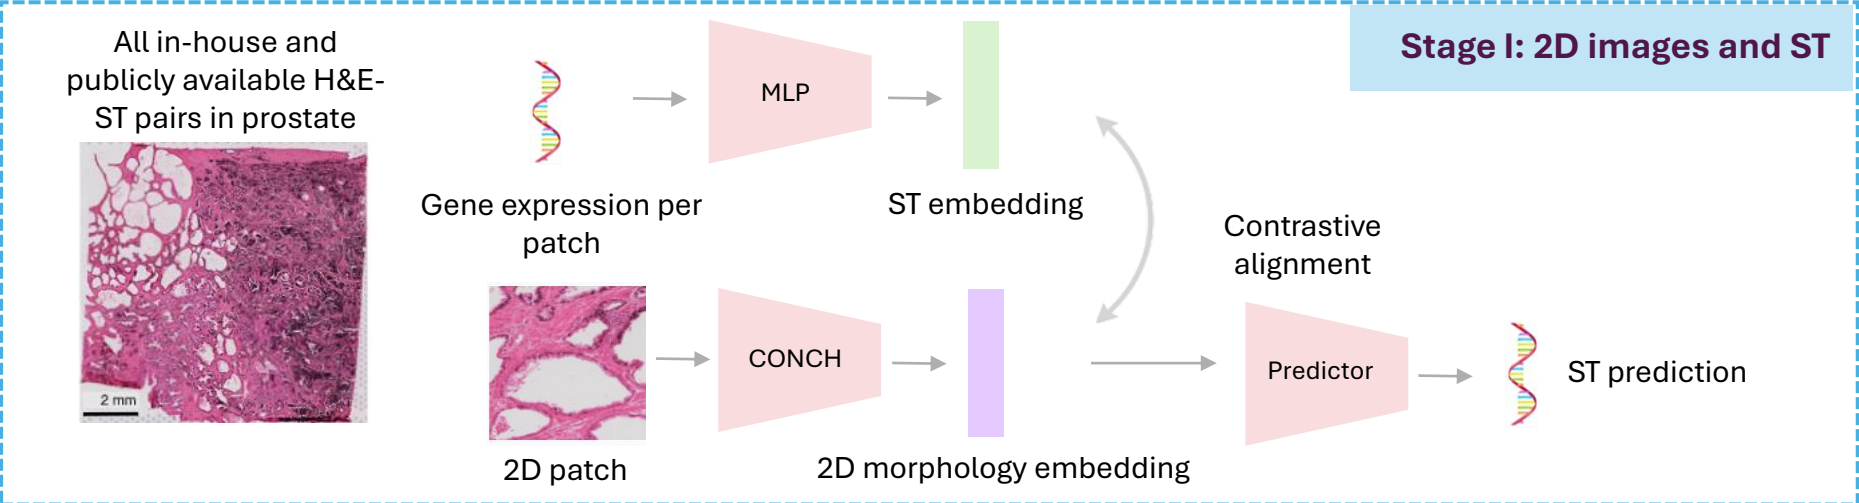 Stage I: 2D images and ST
All in-house and
publicly available H&E-
ST pairs in prostate
2 mm
MLP
Gene expression per
patch
ST embedding
Contrastive
alignment
CONCH
Predictor
ST prediction
2D patch
2D morphology embedding